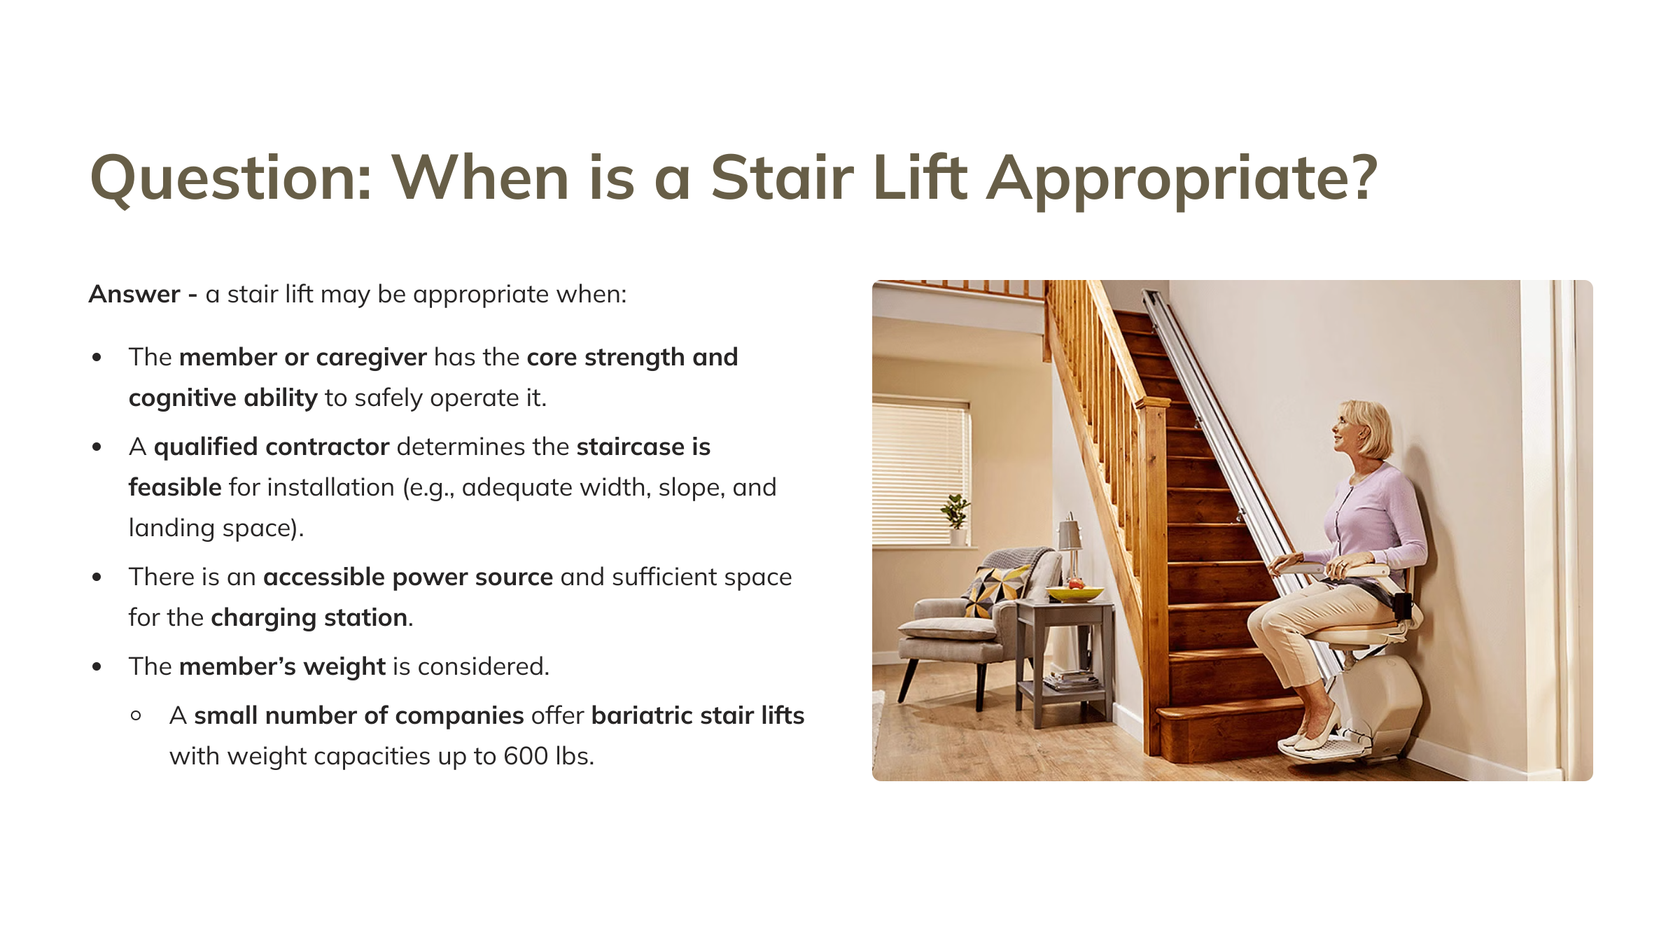 Question: When is a Stair Lift Appropriate?
Answer - a stair lift may be appropriate when:
• The member or caregiver has the core strength and
cognitive ability to safely operate it.
• A qualified contractor determines the staircase is
feasible for installation (e.g., adequate width, slope, and
landing space).
• There is an accessible power source and sufficient space
for the charging station.
• The member’s weight is considered.
○ A small number of companies offer bariatric stair lifts
with weight capacities up to 600 lbs.